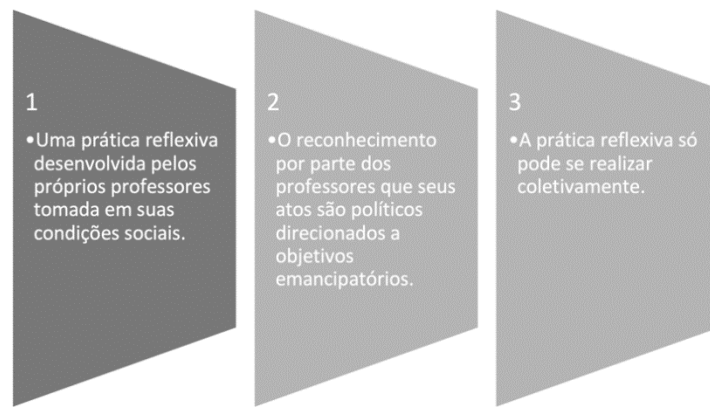 1
•Uma prática reflexiva
desenvolvida pelos
próprios professores
tomada em suas
condições sociais.
2
•O reconhecimento
por parte dos
professores que seus
atos são políticos
direcionados a
objetivos
emancipatórios.
3
•A prática reflexiva só
pode se realizar
coletivamente.